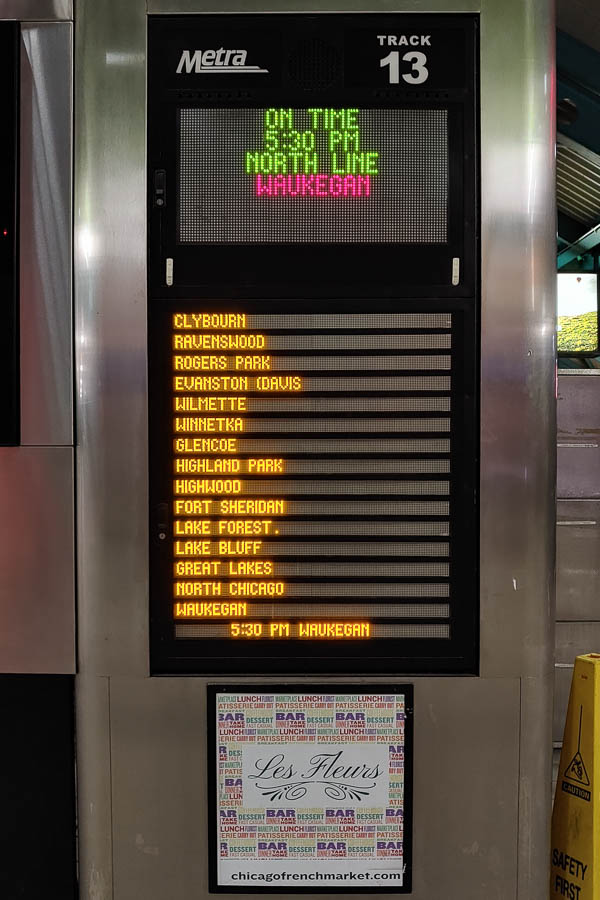 Metra
TRACK
13
ON TIME
5:30 PM
NORTH LINE
WAUKEGAN
CLYBOURN
RAVENSWOOD
ROGERS PARK
EVANSTON (DAVIS
WILMETTE
WINNETKA
GLENCOE
HIGHLAND PARK
HIGHWOOD
FORT SHERIDAN
LAKE FOREST.
LAKE BLUFF
GREAT LAKES
NORTH CHICAGO
WAUKEGAN
5:30 PM WAUKEGAN
Les Fleurs
chicagofrenchmarket.com
CAUTION
SAFETY
FIRST